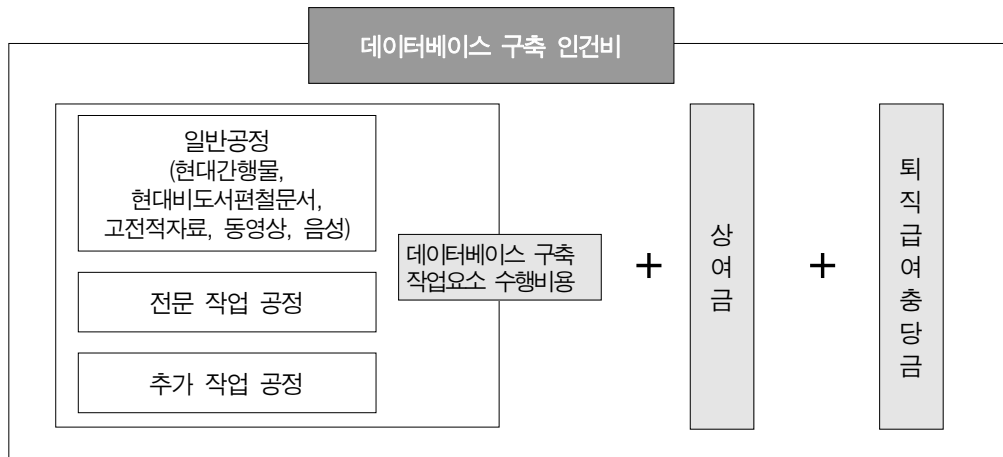 데이터베이스 구축 인건비
일반공정
(현대간행물,
현대비도서편철문서,
고전적자료, 동영상, 음성)
전문 작업 공정
추가 작업 공정
데이터베이스 구축
작업요소 수행비용
+
상여금
+
퇴직급여충당금